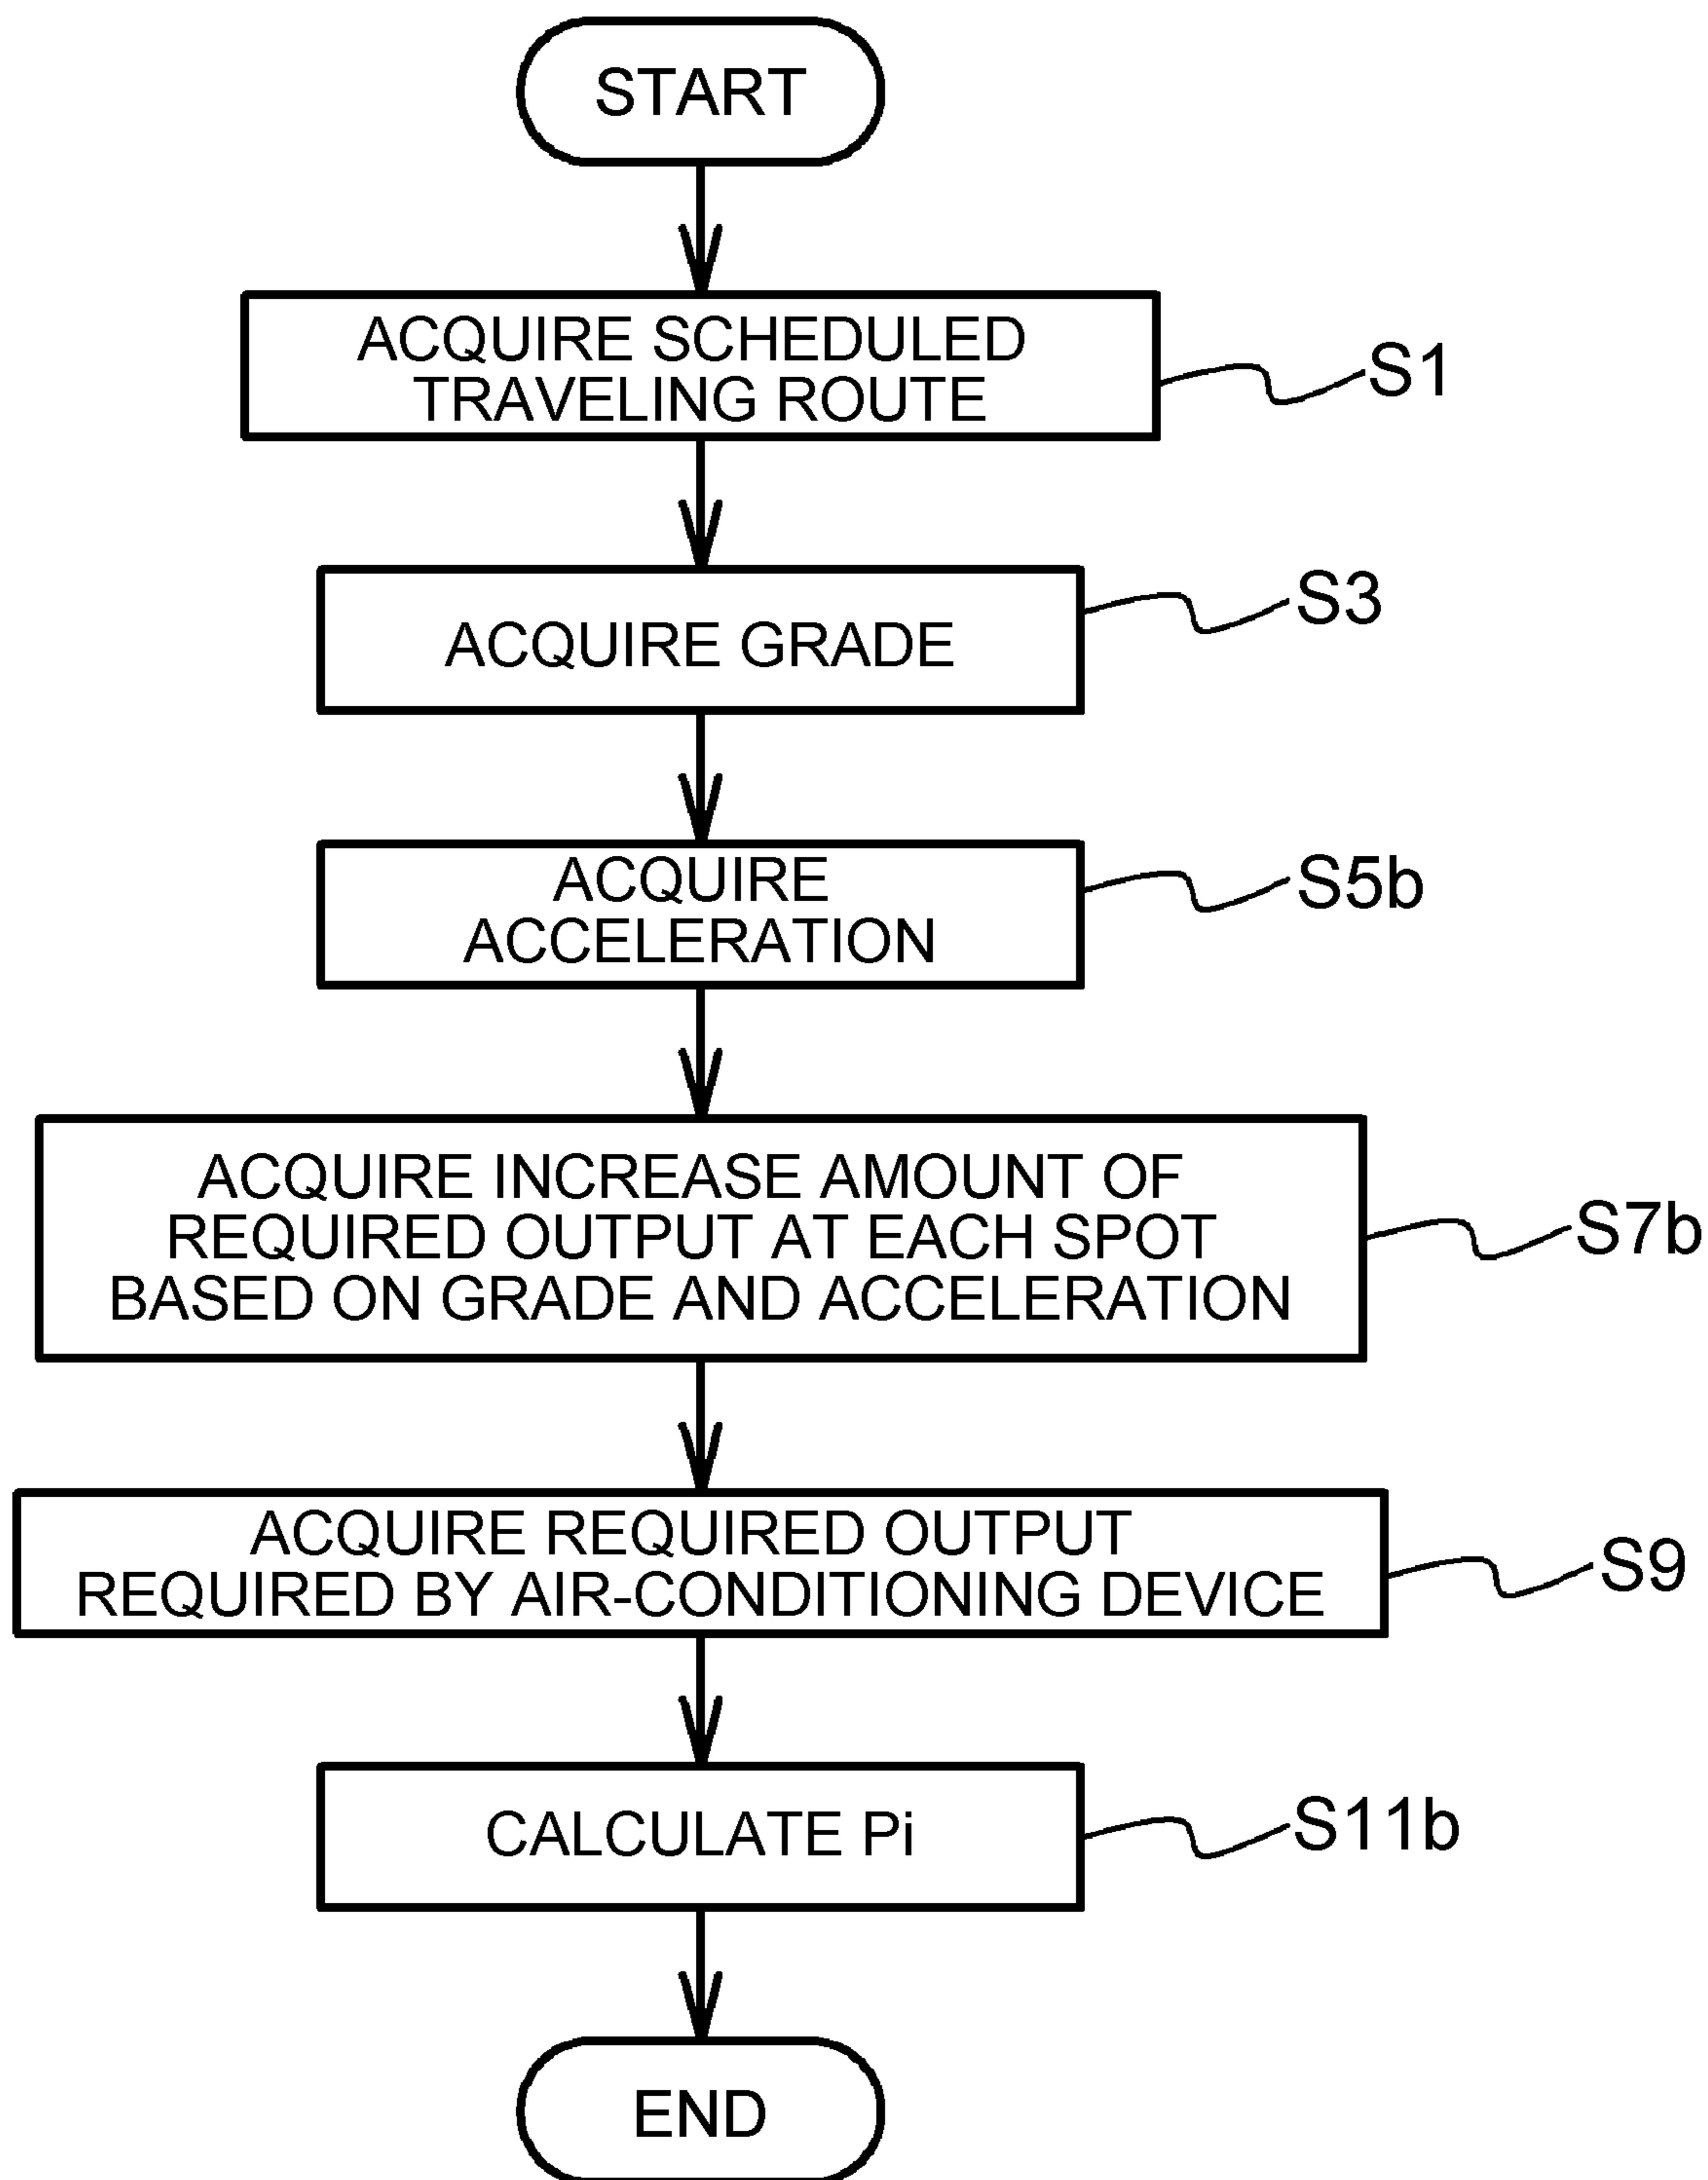 START
ACQUIRE SCHEDULED
TRAVELING ROUTE
S1
ACQUIRE GRADE
S3
ACQUIRE
ACCELERATION
S5b
ACQUIRE INCREASE AMOUNT OF
REQUIRED OUTPUT AT EACH SPOT
BASED ON GRADE AND ACCELERATION
S7b
ACQUIRE REQUIRED OUTPUT
REQUIRED BY AIR-CONDITIONING DEVICE
S9
CALCULATE Pi
S11b
END